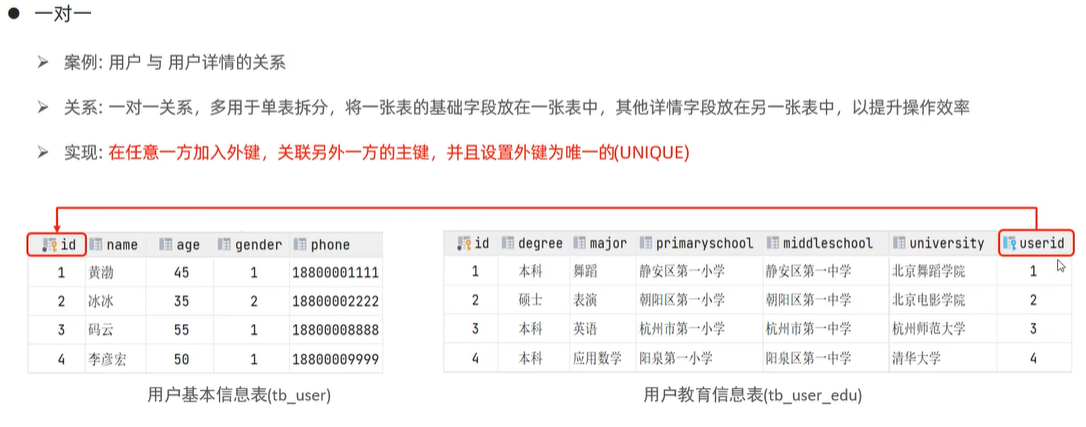 ● 一对一
➢ 案例: 用户 与 用户详情的关系
➢ 关系: 一对一关系，多用于单表拆分，将一张表的基础字段放在一张表中，其他详情字段放在另一张表中，以提升操作效率
➢ 实现: 在任意一方加入外键，关联另外一方的主键，并且设置外键为唯一的(UNIQUE)
id name age gender phone
1 黄渤 45 1 18800001111
2 冰冰 35 2 18800002222
3 码云 55 1 18800008888
4 李彦宏 50 1 18800009999
用户基本信息表(tb_user)
id degree major primaryschool middleschool university userid
1 本科 舞蹈 静安区第一小学 静安区第一中学 北京舞蹈学院 1
2 硕士 表演 朝阳区第一小学 朝阳区第一中学 北京电影学院 2
3 本科 英语 杭州市第一小学 杭州市第一中学 杭州师范大学 3
4 本科 应用数学 阳泉第一小学 阳泉区第一中学 清华大学 4
用户教育信息表(tb_user_edu)